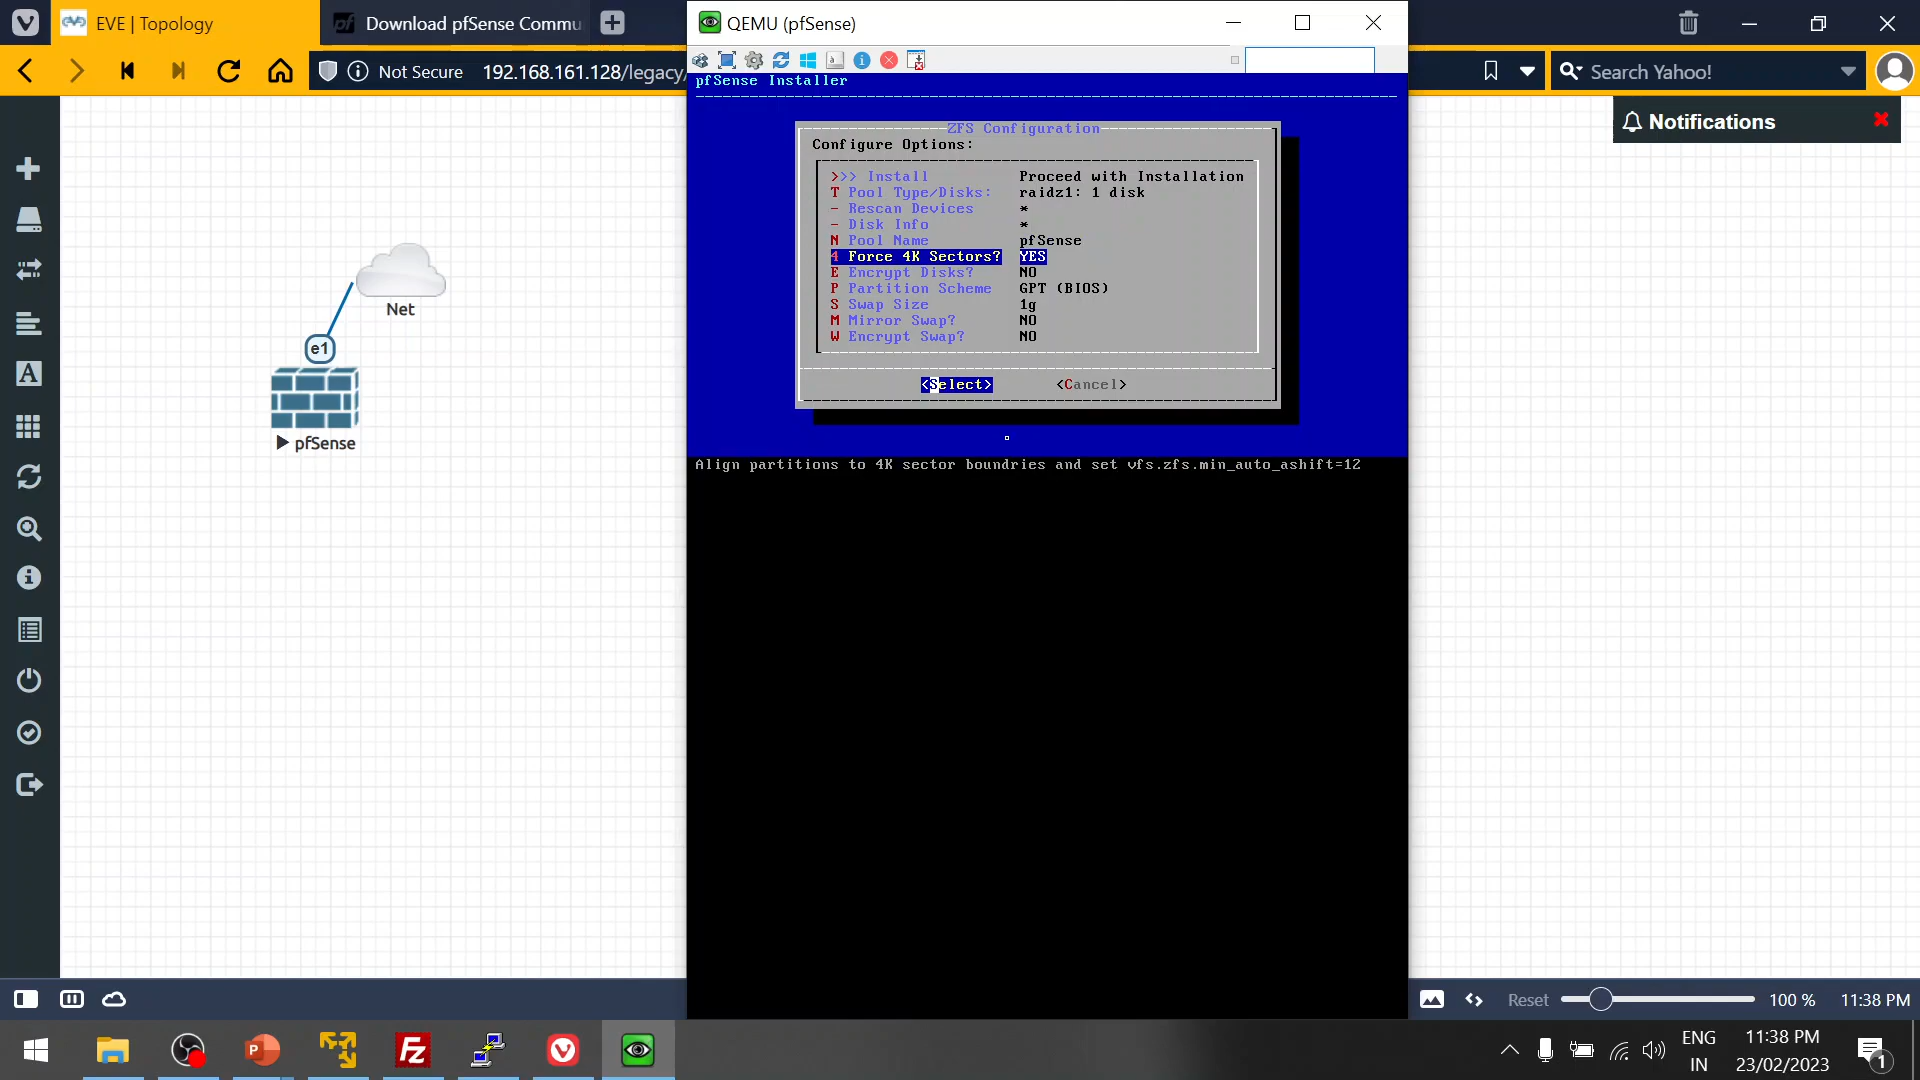 EVE | Topology
Download pfSense Commu
QEMU (pfSense)
Not Secure
192.168.161.128/legacy/
Search Yahoo!
Notifications
pfSense Installer
ZFS Configuration
Configure Options:
>>> Install Proceed with Installation
T Pool Type/Disks: raidz1: 1 disk
- Rescan Devices *
- Disk Info *
N Pool Name pfSense
4 Force 4K Sectors? YES
E Encrypt Disks? NO
P Partition Scheme GPT (BIOS)
S Swap Size 1g
M Mirror Swap? NO
W Encrypt Swap? NO
<Select> <Cancel>
Align partitions to 4K sector boundries and set vfs.zfs.min_auto_ashift=12
Net
e1
pfSense
Reset
100 %
11:38 PM
ENG
IN
11:38 PM
23/02/2023
1